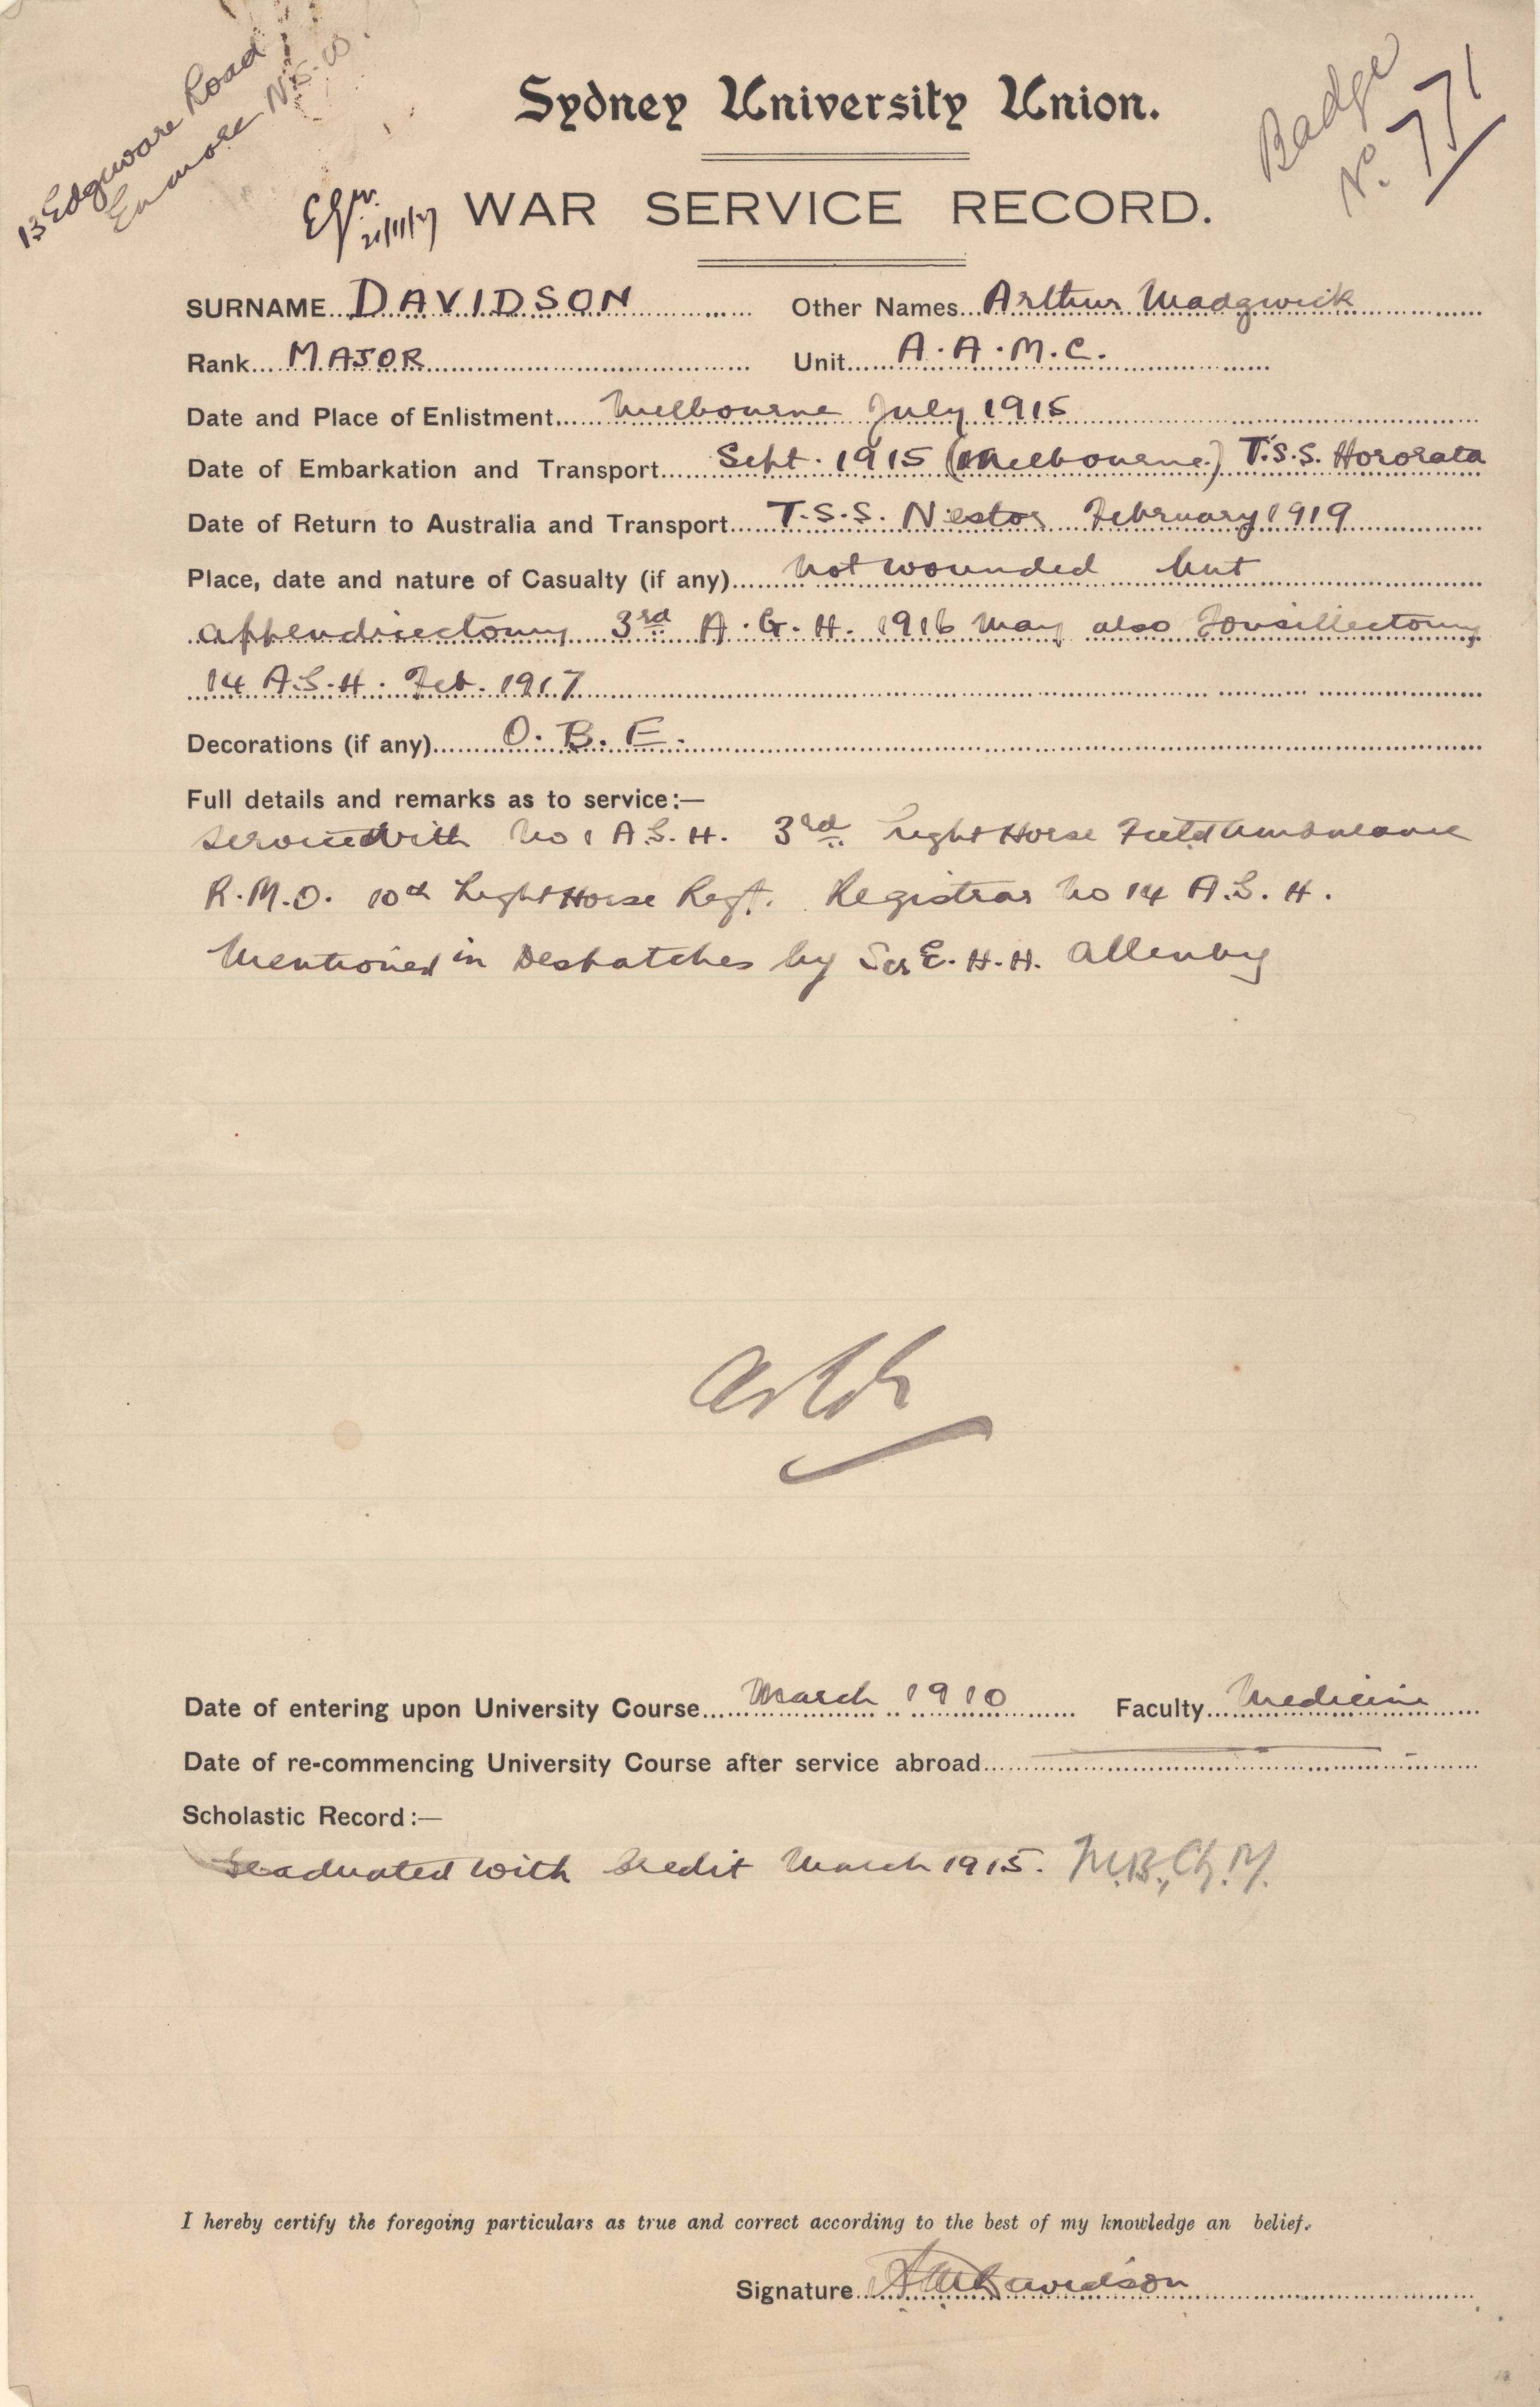 13 Edgware Road
Enmore N.S.W.
Badge
No. 771
Sydney University Union.
WAR SERVICE RECORD.
SURNAME DAVIDSON Other Names Arthur Madgwick
Rank MAJOR Unit A.A.M.C.
Date and Place of Enlistment Melbourne July 1915
Date of Embarkation and Transport Sept. 1915 (Melbourne) T.S.S. Hororata
Date of Return to Australia and Transport T.S.S. Nestor February 1919
Place, date and nature of Casualty (if any) Not wounded but
appendicectomy 3rd A.G.H. 1916 May also Tonsillectomy
14 A.S.H. Feb. 1917
Decorations (if any) O.B.E.
Full details and remarks as to service:—
Service with No 1 A.S.H. 3rd Light Horse Field Ambulance
R.M.O. 10th Light Horse Regt. Registrar No 14 A.S.H.
Mentioned in Despatches by Sir E.H.H. Allenby
Date of entering upon University Course March 1910 Faculty Medicine
Date of re-commencing University Course after service abroad
Scholastic Record:—
Graduated with Credit March 1915. M.B., Ch.M.
I hereby certify the foregoing particulars as true and correct according to the best of my knowledge an belief.
Signature A M Davidson